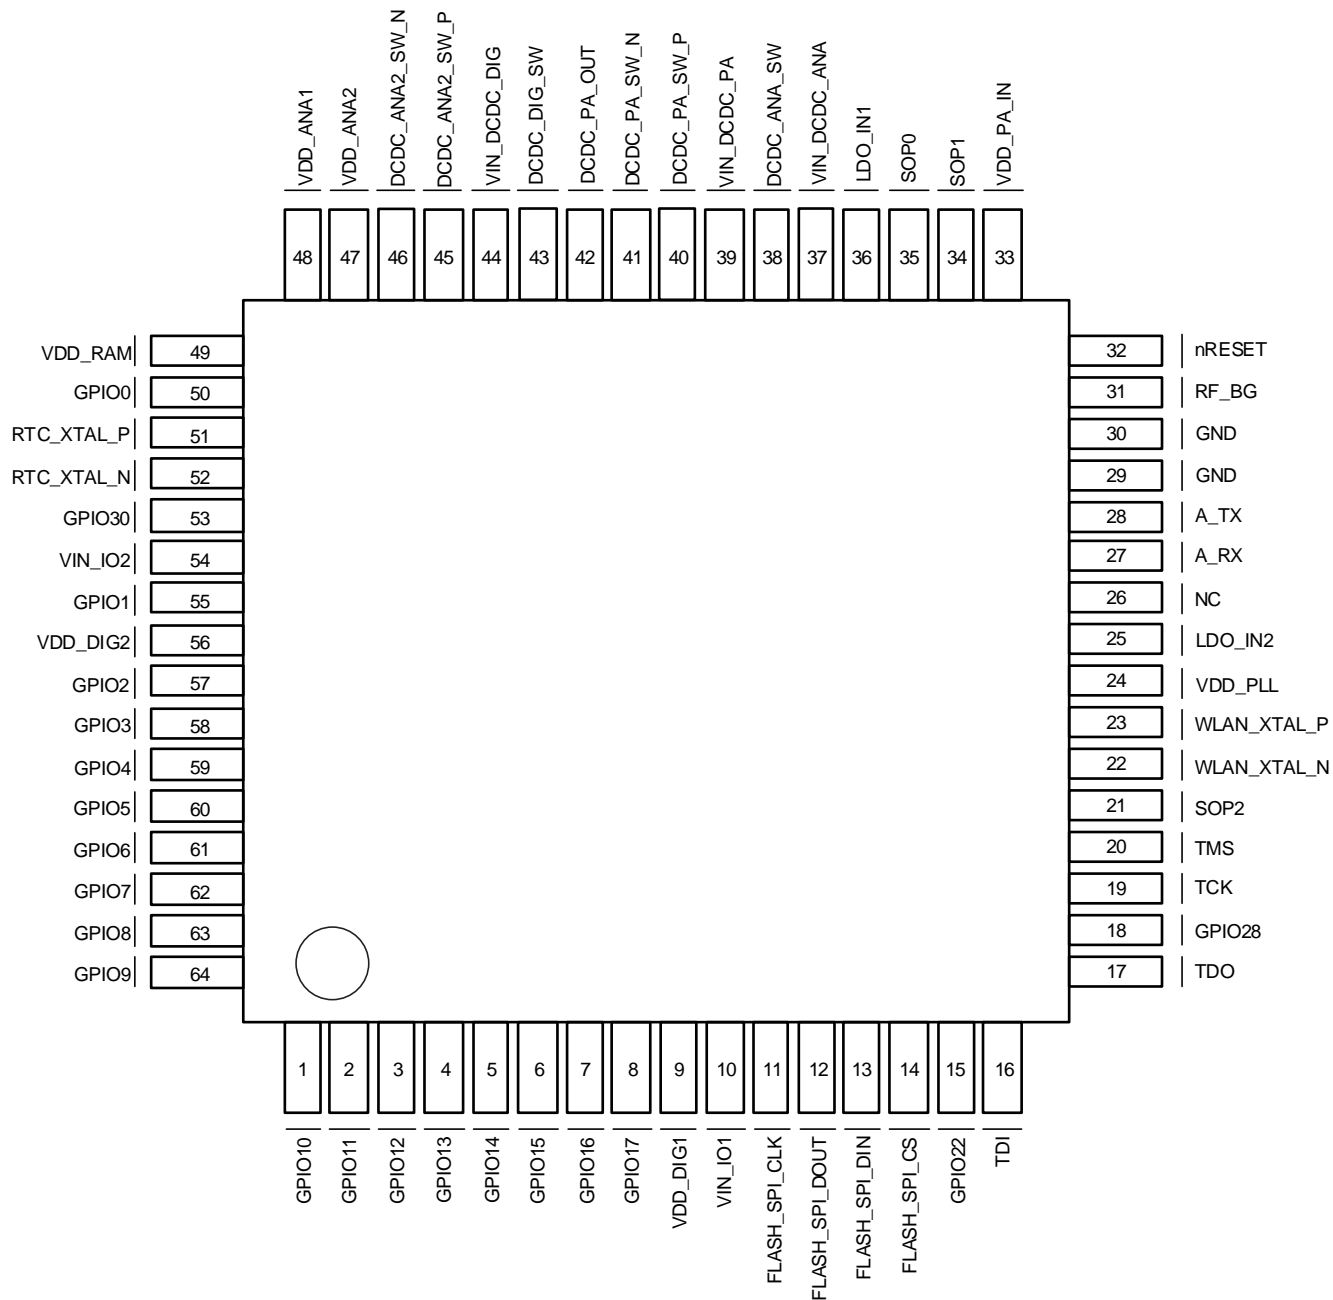 VDD_ANA1
VDD_ANA2
DCDC_ANA2_SW_N
DCDC_ANA2_SW_P
VIN_DCDC_DIG
DCDC_DIG_SW
DCDC_PA_OUT
DCDC_PA_SW_N
DCDC_PA_SW_P
VIN_DCDC_PA
DCDC_ANA_SW
VIN_DCDC_ANA
LDO_IN1
SOP0
SOP1
VDD_PA_IN
48
47
46
45
44
43
42
41
40
39
38
37
36
35
34
33
VDD_RAM 49
GPIO0 50
RTC_XTAL_P 51
RTC_XTAL_N 52
GPIO30 53
VIN_IO2 54
GPIO1 55
VDD_DIG2 56
GPIO2 57
GPIO3 58
GPIO4 59
GPIO5 60
GPIO6 61
GPIO7 62
GPIO8 63
GPIO9 64
32 nRESET
31 RF_BG
30 GND
29 GND
28 A_TX
27 A_RX
26 NC
25 LDO_IN2
24 VDD_PLL
23 WLAN_XTAL_P
22 WLAN_XTAL_N
21 SOP2
20 TMS
19 TCK
18 GPIO28
17 TDO
1
2
3
4
5
6
7
8
9
10
11
12
13
14
15
16
GPIO10
GPIO11
GPIO12
GPIO13
GPIO14
GPIO15
GPIO16
GPIO17
VDD_DIG1
VIN_IO1
FLASH_SPI_CLK
FLASH_SPI_DOUT
FLASH_SPI_DIN
FLASH_SPI_CS
GPIO22
TDI